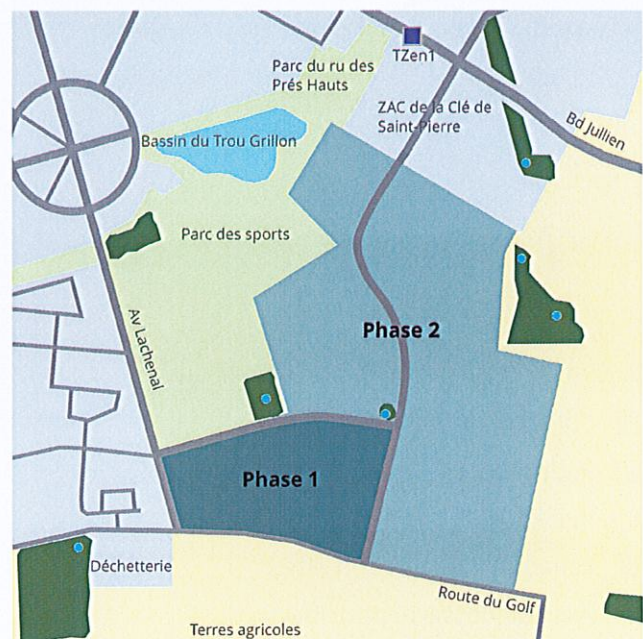 TZen1
Parc du ru des
Prés Hauts
ZAC de la Clé de
Saint-Pierre
Bd Jullien
Bassin du Trou Grillon
Parc des sports
Av Lachenal
Phase 2
Phase 1
Déchetterie
Route du Golf
Terres agricoles